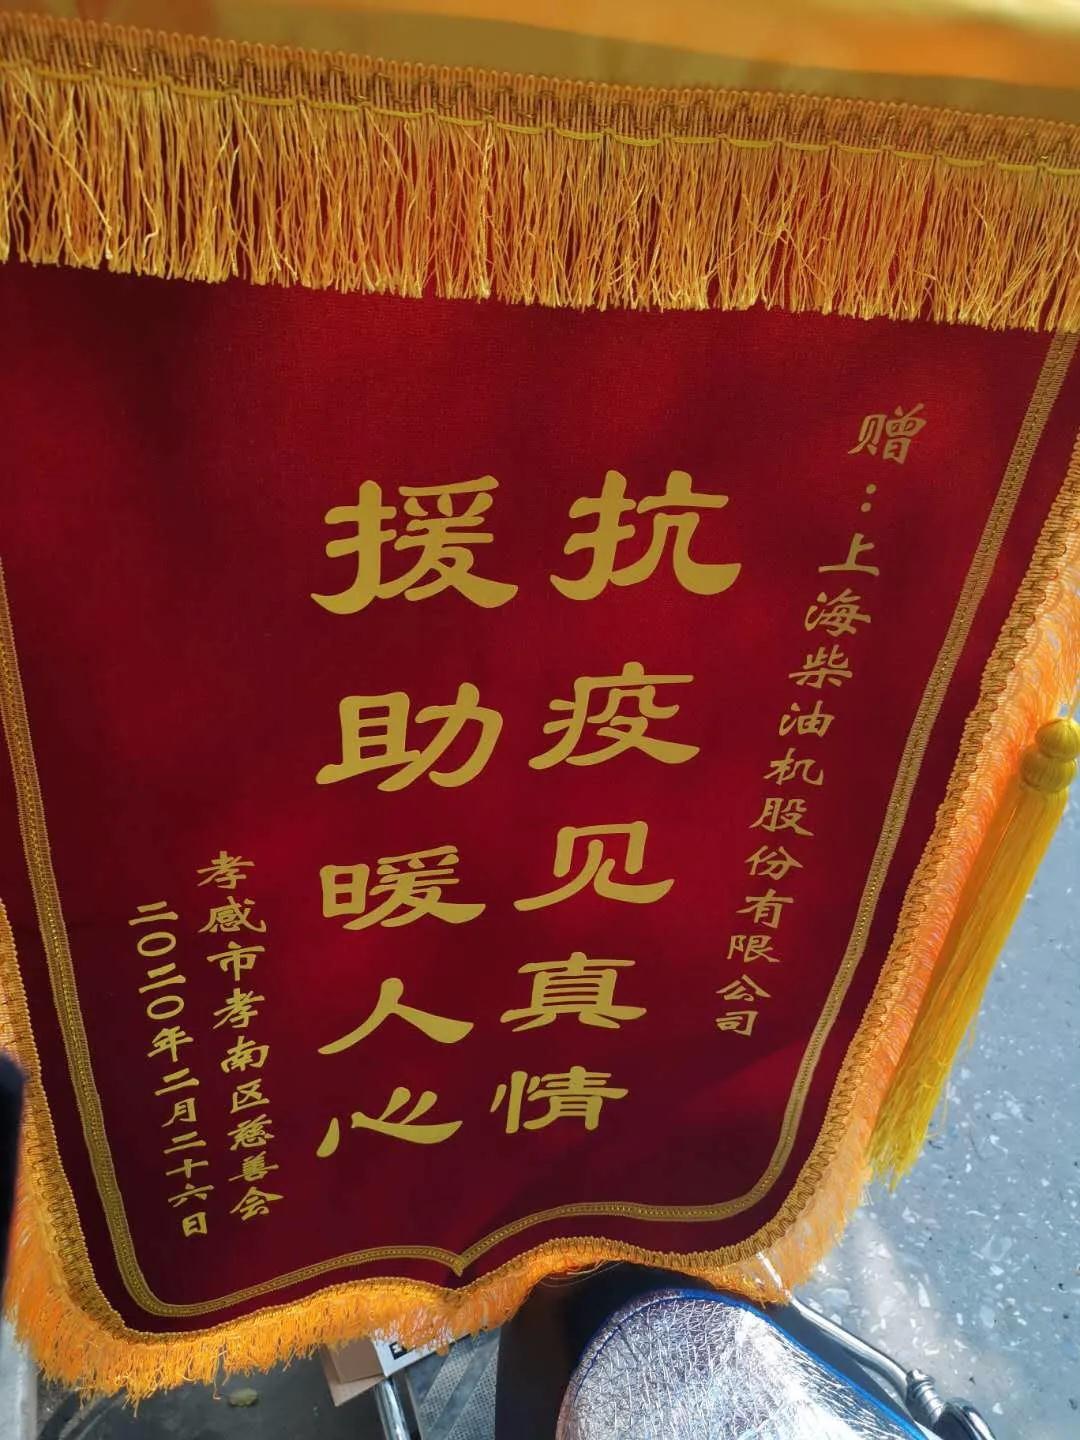 赠：上海柴油机股份有限公司
抗疫见真情
援助暖人心
孝感市孝南区慈善会
二〇二〇年二月二十六日